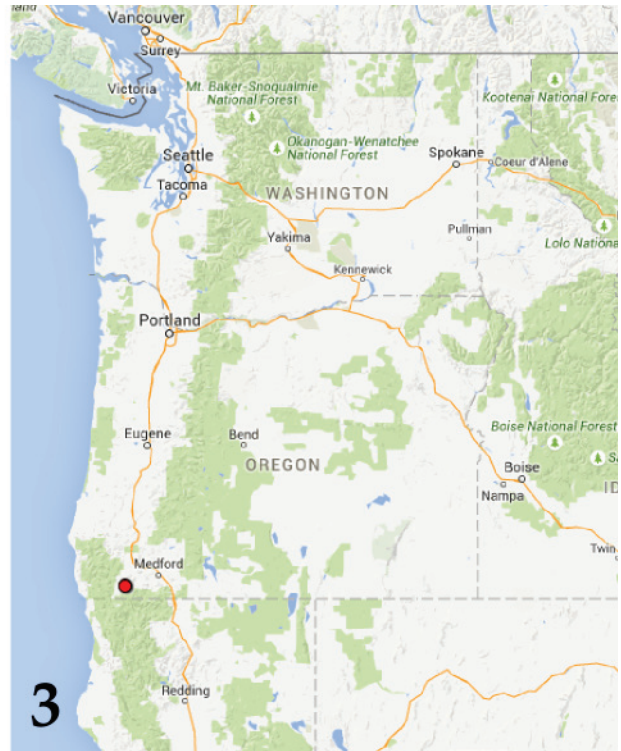 Vancouver
Surrey
Victoria
Mt. Baker-Snoqualmie
National Forest
Kootenai National Fores
Okanogan-Wenatchee
National Forest
Seattle
Spokane
Coeur d'Alene
Tacoma
WASHINGTON
Yakima
Pullman
Lolo Nationa
Kennewick
Portland
Eugene
Bend
OREGON
Boise National Forest
Sa
Boise
Nampa
ID
Twin
Medford
Redding
3